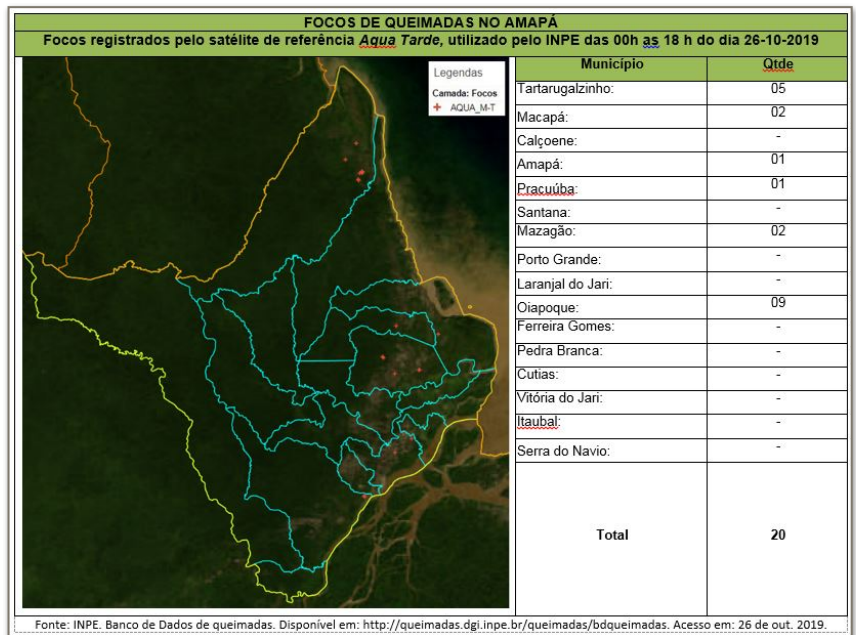 FOCOS DE QUEIMADAS NO AMAPÁ
Focos registrados pelo satélite de referência Aqua Tarde, utilizado pelo INPE das 00h as 18 h do dia 26-10-2019
Legendas
Camada: Focos
AQUA_M-T
Município Qtde
Tartarugalzinho: 05
Macapá: 02
Calçoene: -
Amapá: 01
Pracuúba: 01
Santana: -
Mazagão: 02
Porto Grande: -
Laranjal do Jari: -
Oiapoque: 09
Ferreira Gomes: -
Pedra Branca: -
Cutias: -
Vitória do Jari: -
Itaubal: -
Serra do Navio: -
Total 20
Fonte: INPE. Banco de Dados de queimadas. Disponível em: http://queimadas.dgi.inpe.br/queimadas/bdqueimadas. Acesso em: 26 de out. 2019.